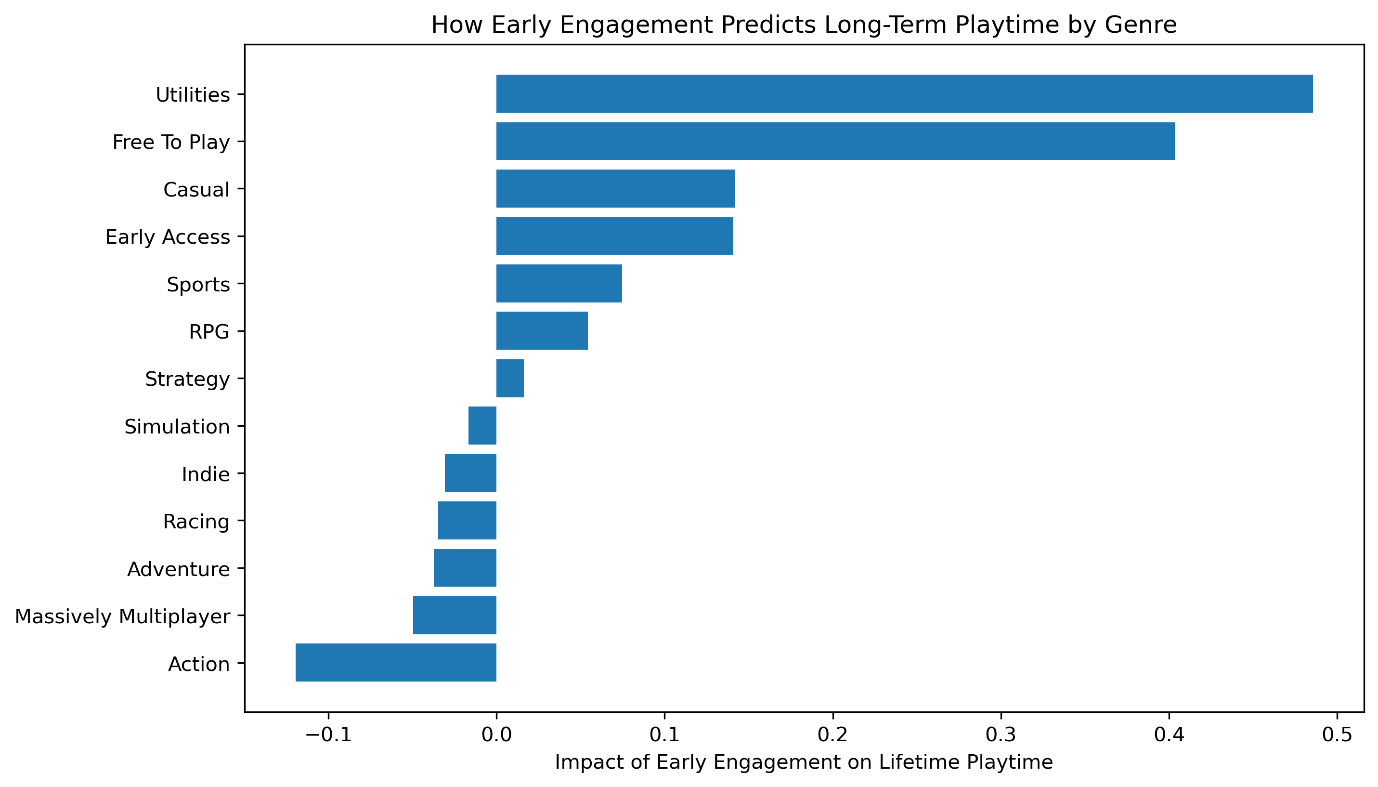 How Early Engagement Predicts Long-Term Playtime by Genre
Utilities
Free To Play
Casual
Early Access
Sports
RPG
Strategy
Simulation
Indie
Racing
Adventure
Massively Multiplayer
Action
−0.1 0.0 0.1 0.2 0.3 0.4 0.5
Impact of Early Engagement on Lifetime Playtime